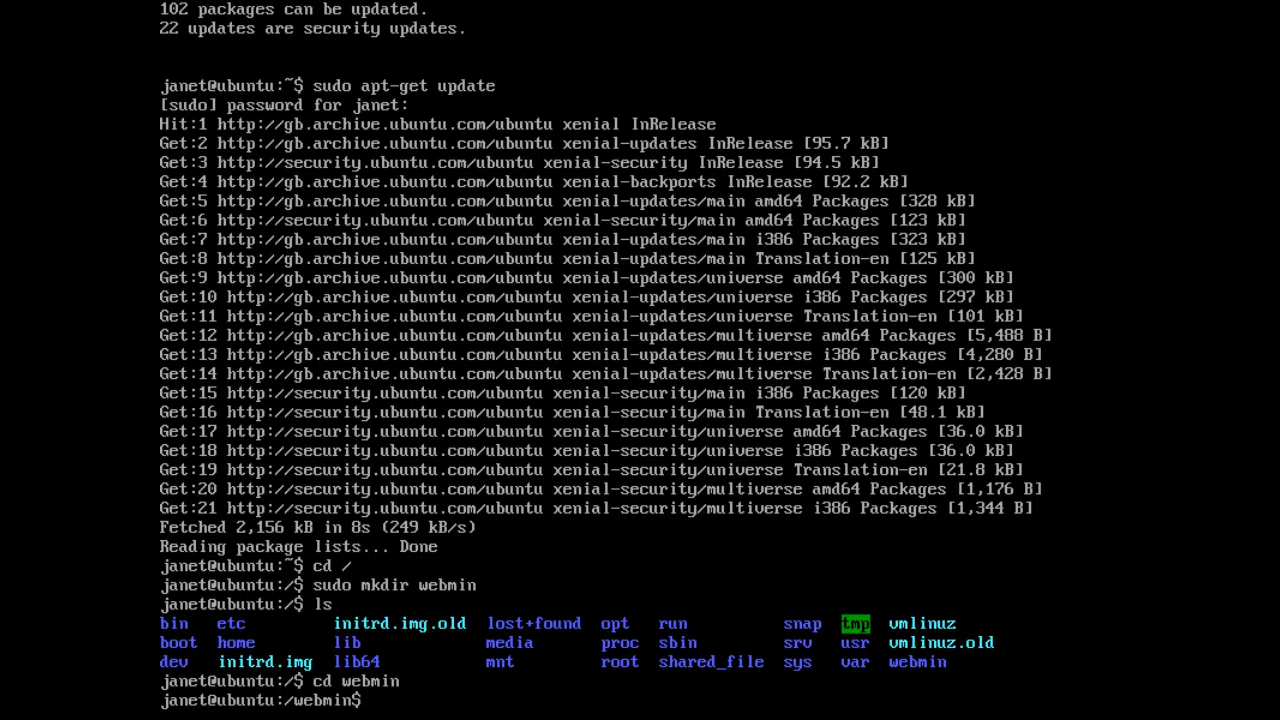 102 packages can be updated.
22 updates are security updates.
janet@ubuntu:~$ sudo apt-get update
[sudo] password for janet:
Hit:1 http://gb.archive.ubuntu.com/ubuntu xenial InRelease
Get:2 http://gb.archive.ubuntu.com/ubuntu xenial-updates InRelease [95.7 kB]
Get:3 http://security.ubuntu.com/ubuntu xenial-security InRelease [94.5 kB]
Get:4 http://gb.archive.ubuntu.com/ubuntu xenial-backports InRelease [92.2 kB]
Get:5 http://gb.archive.ubuntu.com/ubuntu xenial-updates/main amd64 Packages [328 kB]
Get:6 http://security.ubuntu.com/ubuntu xenial-security/main amd64 Packages [123 kB]
Get:7 http://gb.archive.ubuntu.com/ubuntu xenial-updates/main i386 Packages [323 kB]
Get:8 http://gb.archive.ubuntu.com/ubuntu xenial-updates/main Translation-en [125 kB]
Get:9 http://gb.archive.ubuntu.com/ubuntu xenial-updates/universe amd64 Packages [300 kB]
Get:10 http://gb.archive.ubuntu.com/ubuntu xenial-updates/universe i386 Packages [297 kB]
Get:11 http://gb.archive.ubuntu.com/ubuntu xenial-updates/universe Translation-en [101 kB]
Get:12 http://gb.archive.ubuntu.com/ubuntu xenial-updates/multiverse amd64 Packages [5,488 B]
Get:13 http://gb.archive.ubuntu.com/ubuntu xenial-updates/multiverse i386 Packages [4,280 B]
Get:14 http://gb.archive.ubuntu.com/ubuntu xenial-updates/multiverse Translation-en [2,428 B]
Get:15 http://security.ubuntu.com/ubuntu xenial-security/main i386 Packages [120 kB]
Get:16 http://security.ubuntu.com/ubuntu xenial-security/main Translation-en [48.1 kB]
Get:17 http://security.ubuntu.com/ubuntu xenial-security/universe amd64 Packages [36.0 kB]
Get:18 http://security.ubuntu.com/ubuntu xenial-security/universe i386 Packages [36.0 kB]
Get:19 http://security.ubuntu.com/ubuntu xenial-security/universe Translation-en [21.8 kB]
Get:20 http://security.ubuntu.com/ubuntu xenial-security/multiverse amd64 Packages [1,176 B]
Get:21 http://security.ubuntu.com/ubuntu xenial-security/multiverse i386 Packages [1,344 B]
Fetched 2,156 kB in 8s (249 kB/s)
Reading package lists... Done
janet@ubuntu:~$ cd /
janet@ubuntu:/$ sudo mkdir webmin
janet@ubuntu:/$ ls
bin etc initrd.img.old lost+found opt run snap tmp vmlinuz
boot home lib media proc sbin srv usr vmlinuz.old
dev initrd.img lib64 mnt root shared_file sys var webmin
janet@ubuntu:/$ cd webmin
janet@ubuntu:/webmin$